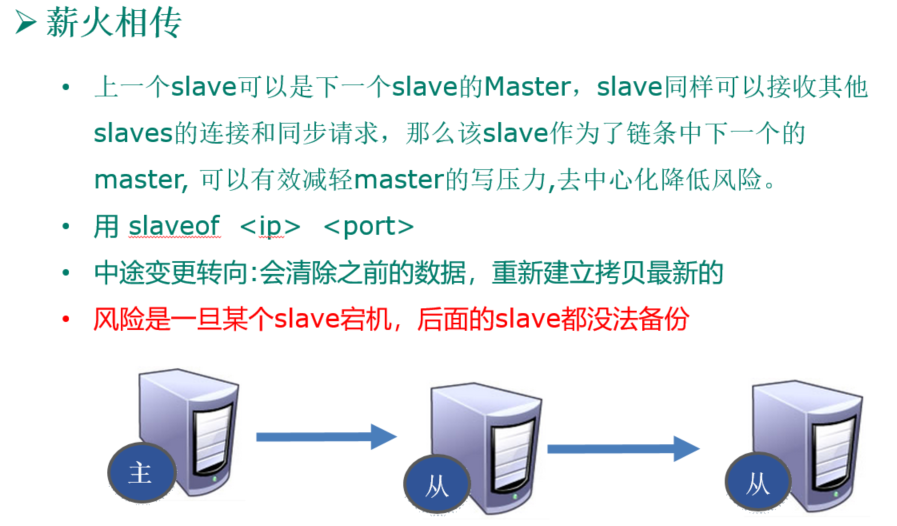 ➢ 薪火相传
• 上一个slave可以是下一个slave的Master，slave同样可以接收其他
slaves的连接和同步请求，那么该slave作为了链条中下一个的
master, 可以有效减轻master的写压力,去中心化降低风险。
• 用 slaveof <ip> <port>
• 中途变更转向:会清除之前的数据，重新建立拷贝最新的
• 风险是一旦某个slave宕机，后面的slave都没法备份
主
从
从